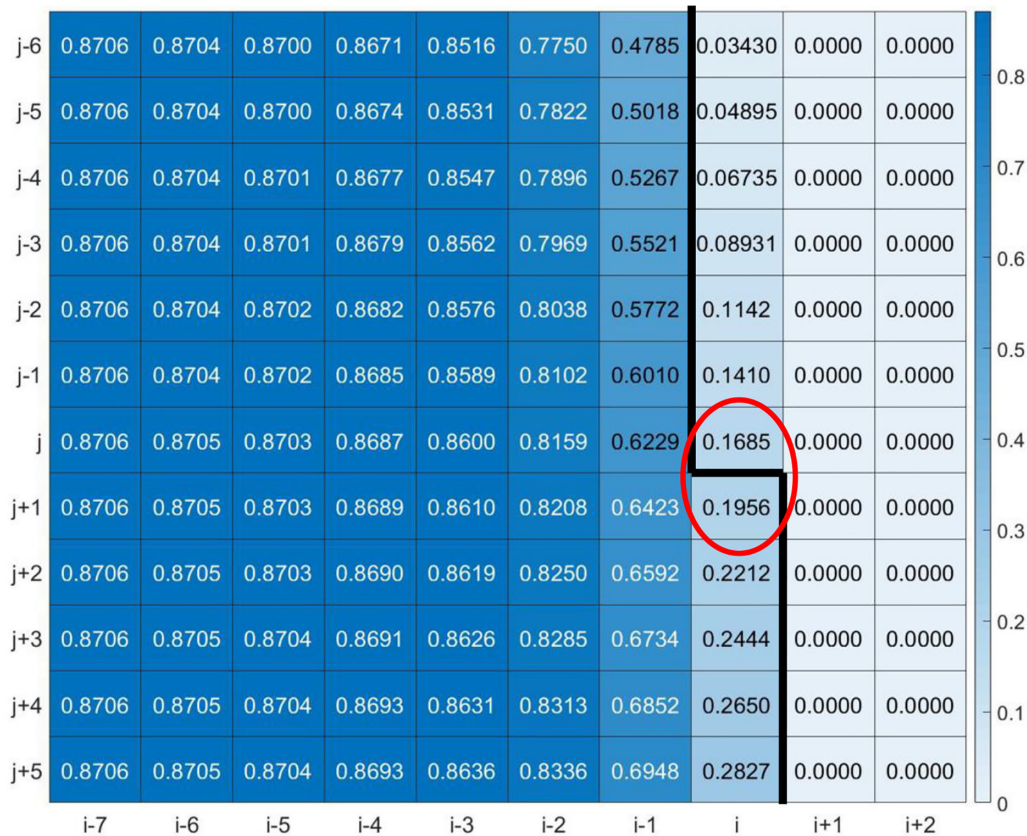 j-6 0.8706 0.8704 0.8700 0.8671 0.8516 0.7750 0.4785 0.03430 0.0000 0.0000
0.8
j-5 0.8706 0.8704 0.8700 0.8674 0.8531 0.7822 0.5018 0.04895 0.0000 0.0000
j-4 0.8706 0.8704 0.8701 0.8677 0.8547 0.7896 0.5267 0.06735 0.0000 0.0000
0.7
j-3 0.8706 0.8704 0.8701 0.8679 0.8562 0.7969 0.5521 0.08931 0.0000 0.0000
0.6
j-2 0.8706 0.8704 0.8702 0.8682 0.8576 0.8038 0.5772 0.1142 0.0000 0.0000
0.5
j-1 0.8706 0.8704 0.8702 0.8685 0.8589 0.8102 0.6010 0.1410 0.0000 0.0000
j 0.8706 0.8705 0.8703 0.8687 0.8600 0.8159 0.6229 0.1685 0.0000 0.0000 0.4
j+1 0.8706 0.8705 0.8703 0.8689 0.8610 0.8208 0.6423 0.1956 0.0000 0.0000
0.3
j+2 0.8706 0.8705 0.8703 0.8690 0.8619 0.8250 0.6592 0.2212 0.0000 0.0000
0.2
j+3 0.8706 0.8705 0.8704 0.8691 0.8626 0.8285 0.6734 0.2444 0.0000 0.0000
j+4 0.8706 0.8705 0.8704 0.8693 0.8631 0.8313 0.6852 0.2650 0.0000 0.0000 0.1
j+5 0.8706 0.8705 0.8704 0.8693 0.8636 0.8336 0.6948 0.2827 0.0000 0.0000
0
i-7 i-6 i-5 i-4 i-3 i-2 i-1 i i+1 i+2